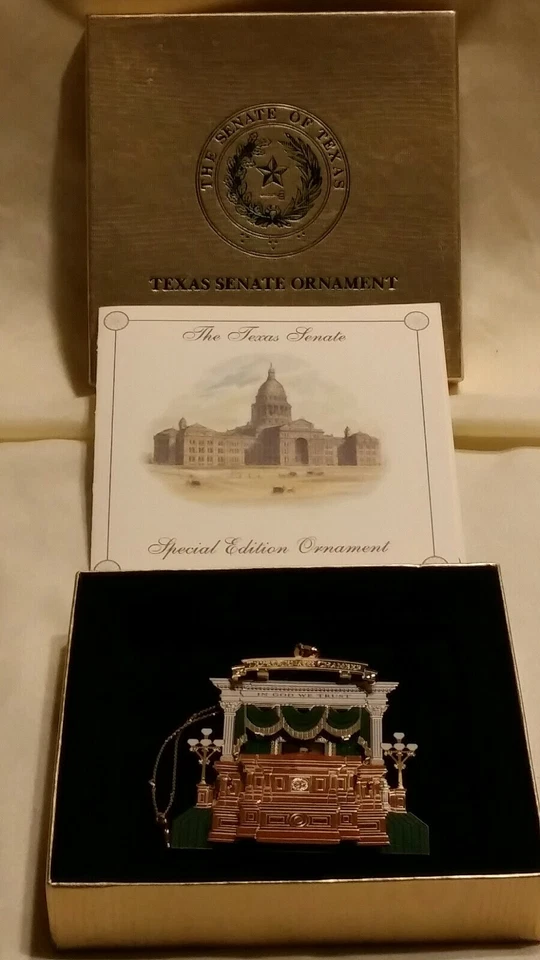 THE SENATE OF TEXAS
TEXAS SENATE ORNAMENT
The Texas Senate
Special Edition Ornament
IN GOD WE TRUST